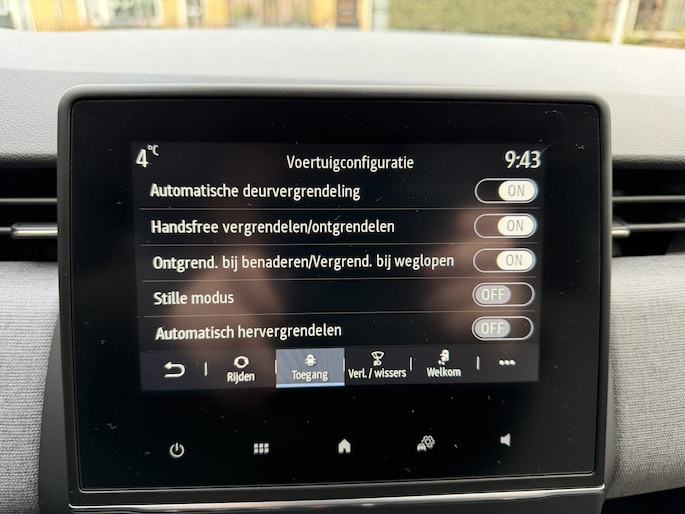 4°C Voertuigconfiguratie 9:43
Automatische deurvergrendeling ON
Handsfree vergrendelen/ontgrendelen ON
Ontgrend. bij benaderen/Vergrend. bij weglopen ON
Stille modus OFF
Automatisch hervergrendelen OFF
Rijden Toegang Verl. / wissers Welkom